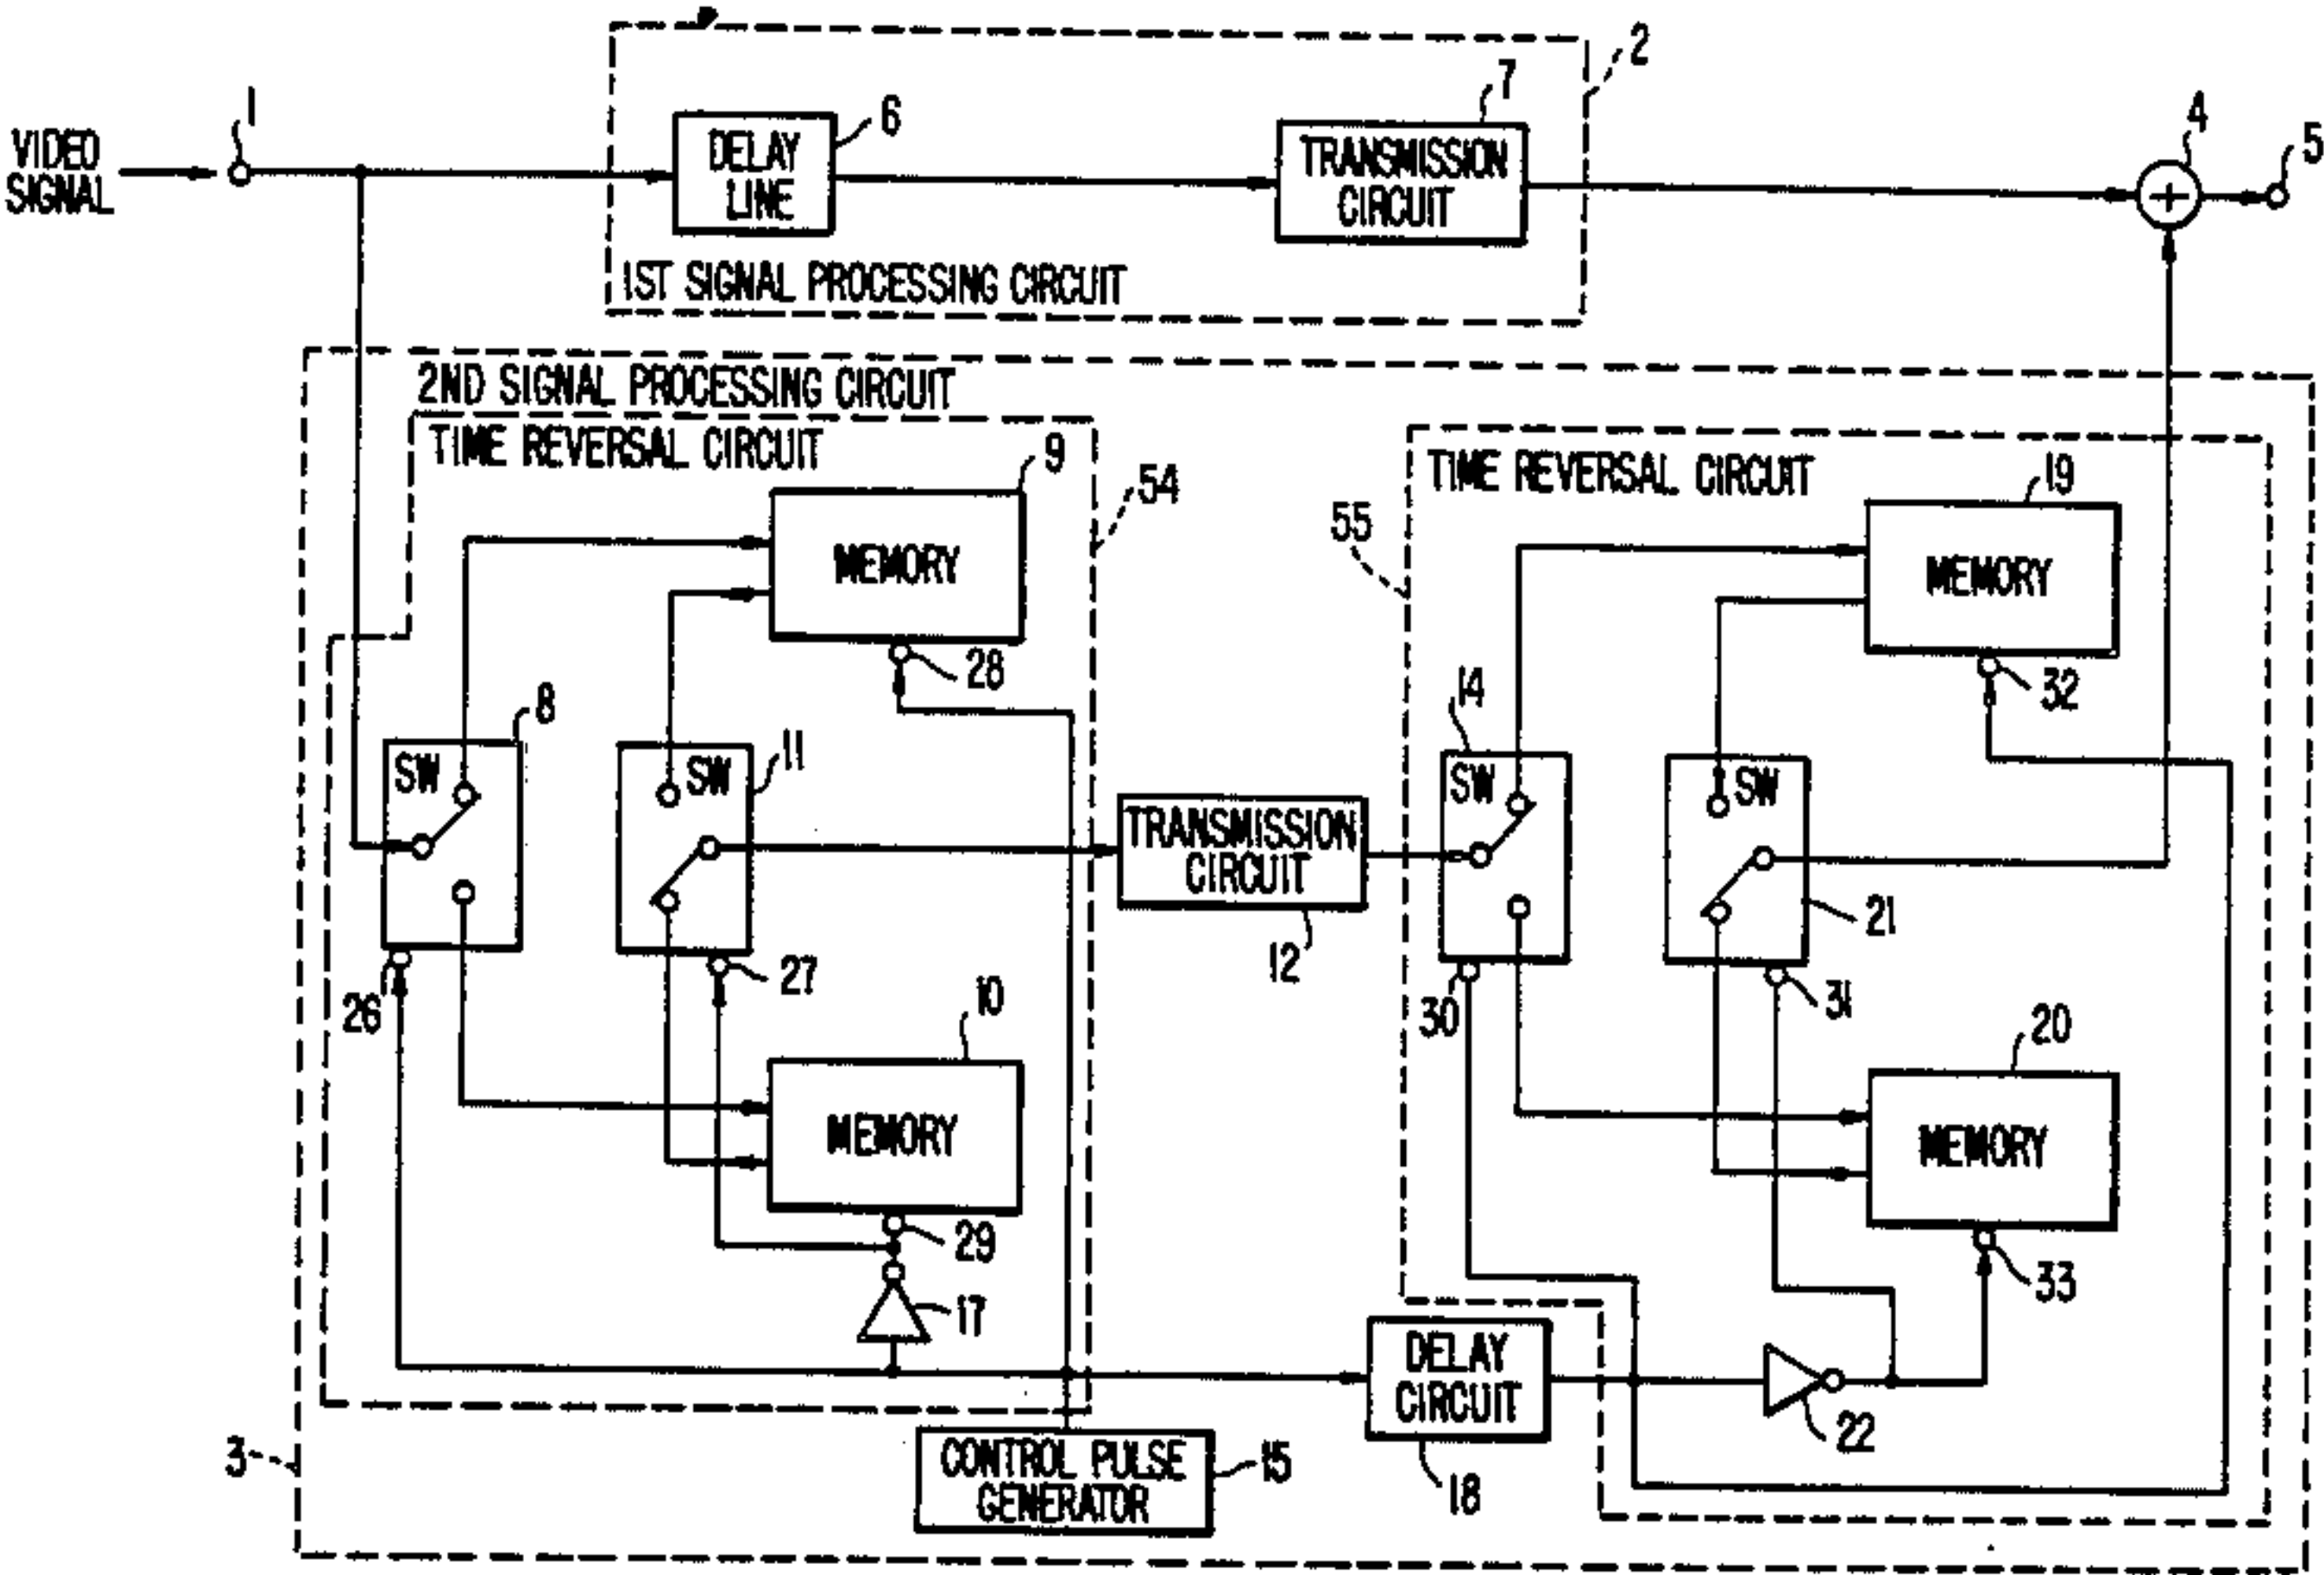 1
VIDEO
SIGNAL
6
DELAY
LINE
7
TRANSMISSION
CIRCUIT
2
4
5
1ST SIGNAL PROCESSING CIRCUIT
2ND SIGNAL PROCESSING CIRCUIT
TIME REVERSAL CIRCUIT
9
MEMORY
54
28
8
SW
11
SW
26
27
10
MEMORY
29
17
TRANSMISSION
CIRCUIT
12
55
TIME REVERSAL CIRCUIT
19
MEMORY
32
14
SW
SW
21
30
31
20
MEMORY
33
22
DELAY
CIRCUIT
18
3
CONTROL PULSE
GENERATOR
15